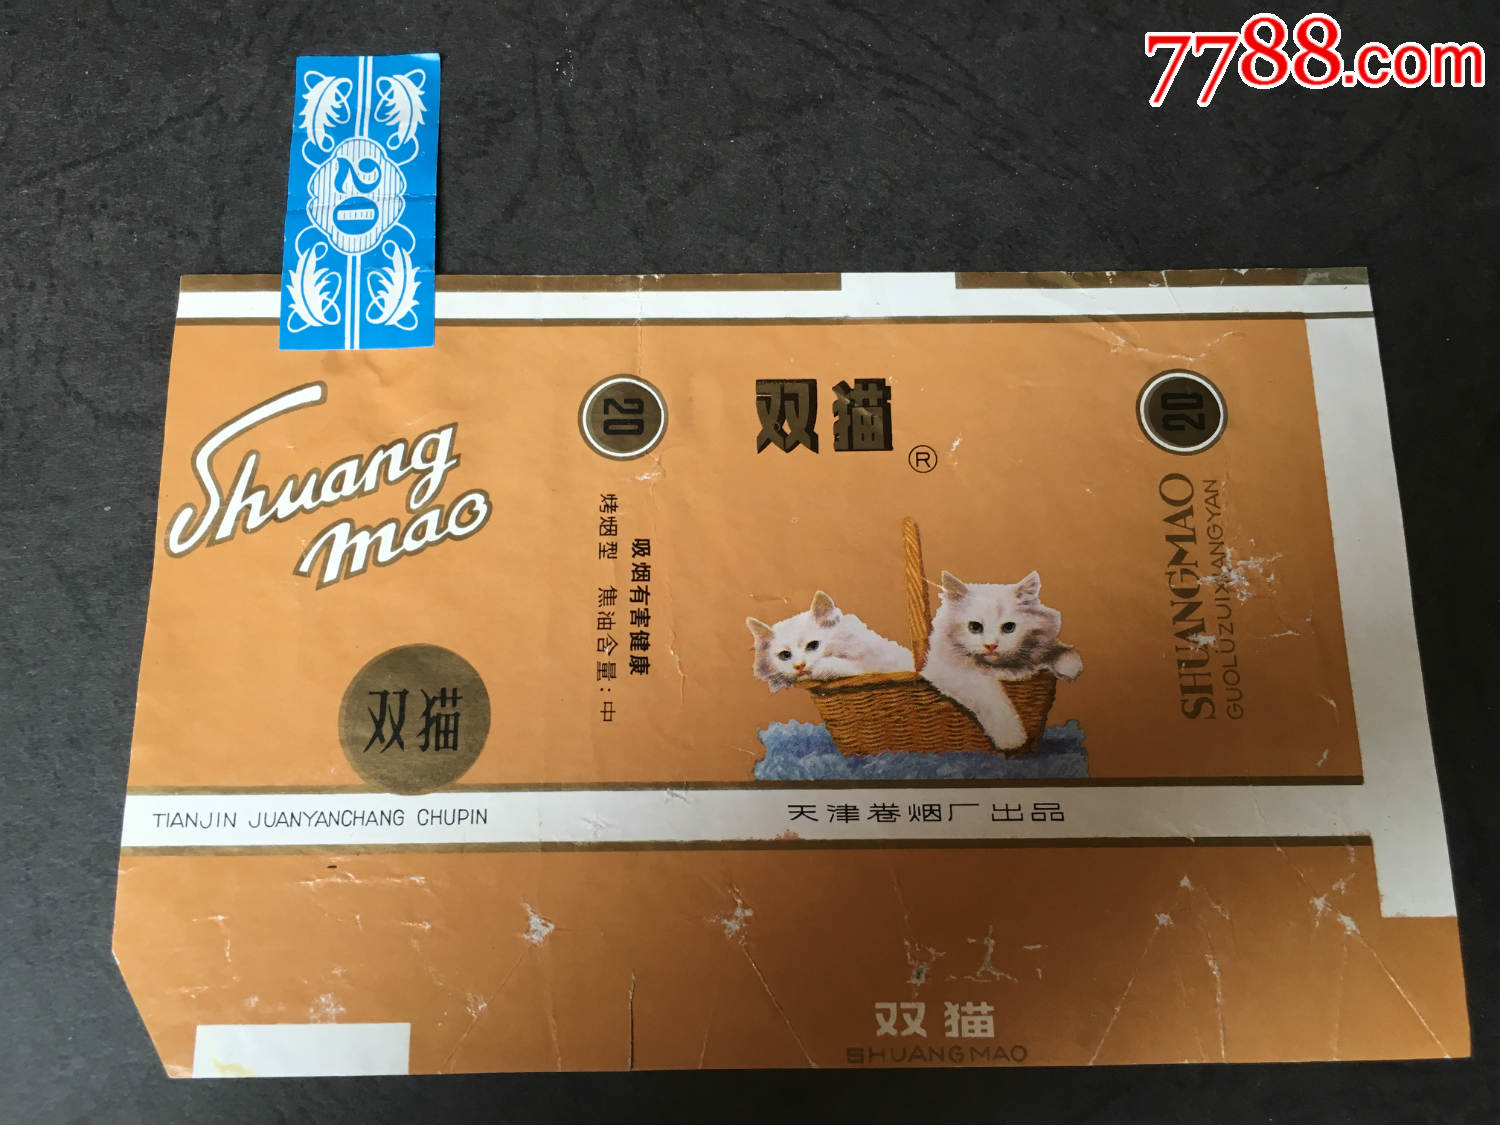 7788.com
20
Shuang
mao
双猫
TIANJIN JUANYANCHANG CHUPIN
20
吸烟有害健康
烤烟型 焦油含量:中
双猫
R
天津卷烟厂出品
20
SHUANGMAO
GUOLUZUIXIANGYAN
双猫
SHUANGMAO